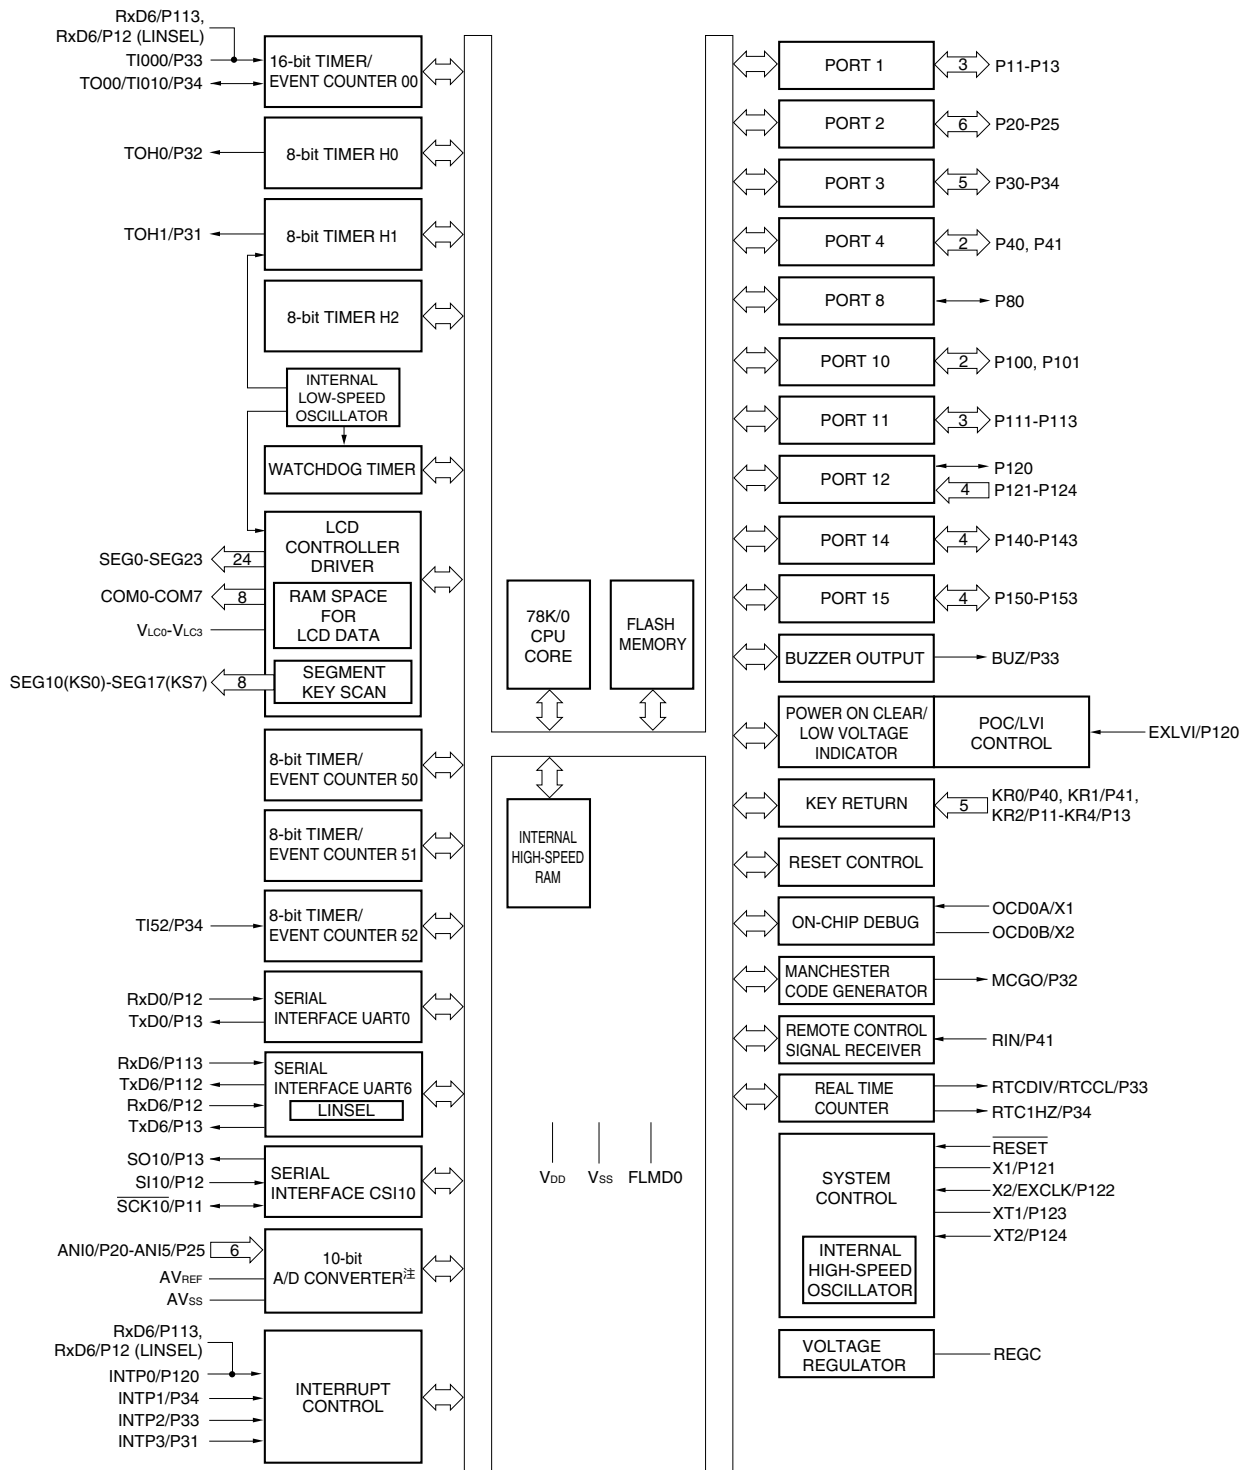 RxD6/P113,
RxD6/P12 (LINSEL)
TI000/P33
TO00/TI010/P34
16-bit TIMER/
EVENT COUNTER 00
TOH0/P32
8-bit TIMER H0
TOH1/P31
8-bit TIMER H1
8-bit TIMER H2
INTERNAL
LOW-SPEED
OSCILLATOR
WATCHDOG TIMER
LCD
CONTROLLER
DRIVER
SEG0-SEG23
24
COM0-COM7
8
RAM SPACE
FOR
LCD DATA
VLC0-VLC3
SEG10(KS0)-SEG17(KS7)
8
SEGMENT
KEY SCAN
8-bit TIMER/
EVENT COUNTER 50
8-bit TIMER/
EVENT COUNTER 51
TI52/P34
8-bit TIMER/
EVENT COUNTER 52
RxD0/P12
TxD0/P13
SERIAL
INTERFACE UART0
RxD6/P113
TxD6/P112
RxD6/P12
TxD6/P13
SERIAL
INTERFACE UART6
LINSEL
SO10/P13
SI10/P12
SCK10/P11
SERIAL
INTERFACE CSI10
ANI0/P20-ANI5/P25
6
AVREF
AVSS
10-bit
A/D CONVERTER注
RxD6/P113,
RxD6/P12 (LINSEL)
INTP0/P120
INTP1/P34
INTP2/P33
INTP3/P31
INTERRUPT
CONTROL
78K/0
CPU
CORE
FLASH
MEMORY
INTERNAL
HIGH-SPEED
RAM
VDD
VSS
FLMD0
PORT 1
3
P11-P13
PORT 2
6
P20-P25
PORT 3
5
P30-P34
PORT 4
2
P40, P41
PORT 8
P80
PORT 10
2
P100, P101
PORT 11
3
P111-P113
PORT 12
P120
4
P121-P124
PORT 14
4
P140-P143
PORT 15
4
P150-P153
BUZZER OUTPUT
BUZ/P33
POWER ON CLEAR/
LOW VOLTAGE
INDICATOR
POC/LVI
CONTROL
EXLVI/P120
KEY RETURN
5
KR0/P40, KR1/P41,
KR2/P11-KR4/P13
RESET CONTROL
ON-CHIP DEBUG
OCD0A/X1
OCD0B/X2
MANCHESTER
CODE GENERATOR
MCGO/P32
REMOTE CONTROL
SIGNAL RECEIVER
RIN/P41
REAL TIME
COUNTER
RTCDIV/RTCCL/P33
RTC1HZ/P34
SYSTEM
CONTROL
RESET
X1/P121
X2/EXCLK/P122
XT1/P123
XT2/P124
INTERNAL
HIGH-SPEED
OSCILLATOR
VOLTAGE
REGULATOR
REGC